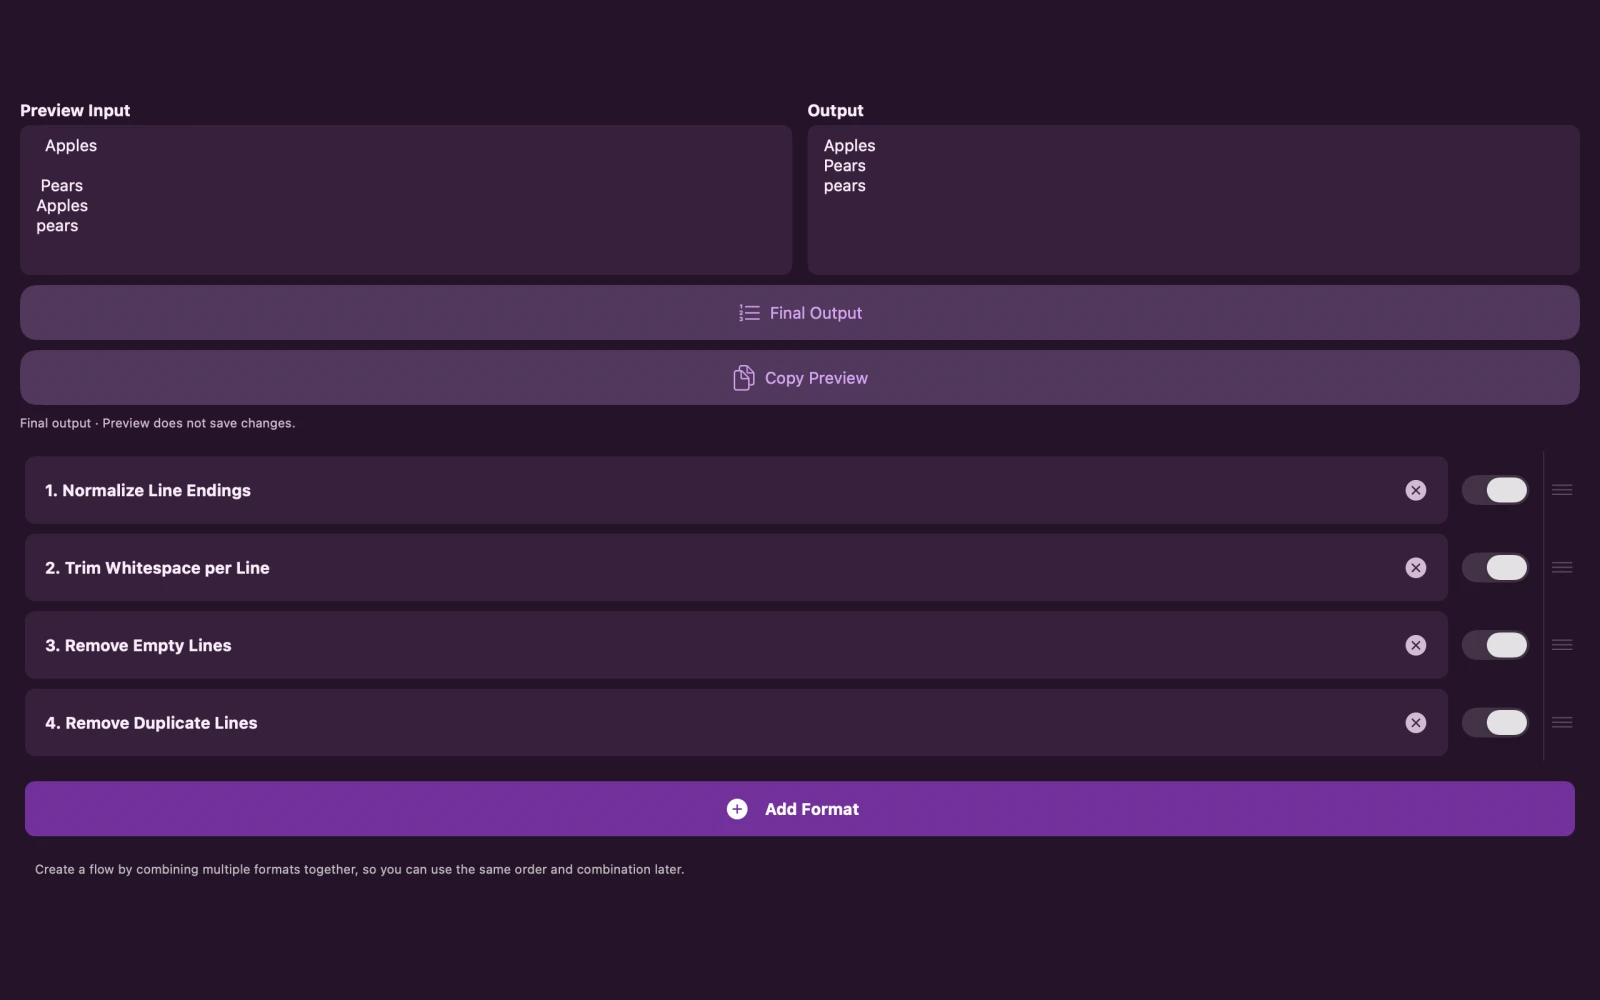 Preview Input
Apples
Pears
Apples
pears
Output
Apples
Pears
pears
Final Output
Copy Preview
Final output · Preview does not save changes.
1. Normalize Line Endings
2. Trim Whitespace per Line
3. Remove Empty Lines
4. Remove Duplicate Lines
Add Format
Create a flow by combining multiple formats together, so you can use the same order and combination later.